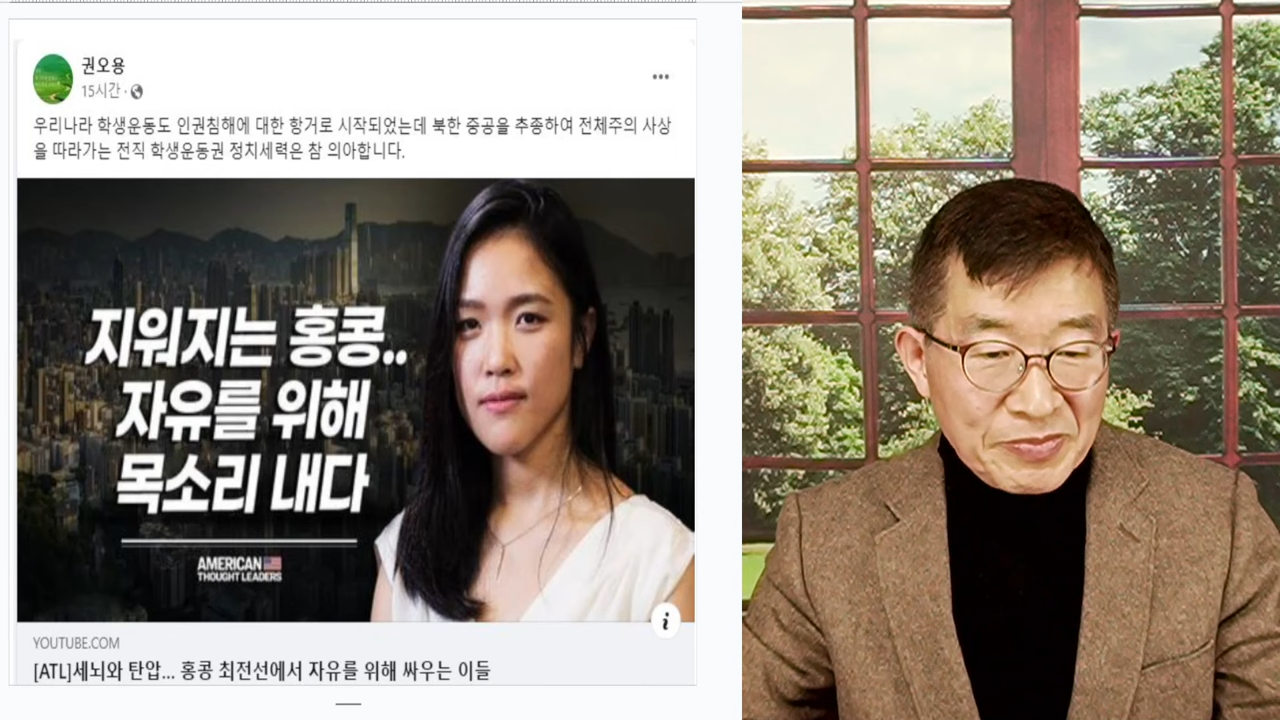 권오용
15시간 ·
우리나라 학생운동도 인권침해에 대한 항거로 시작되었는데 북한 중공을 추종하여 전체주의 사상
을 따라가는 전직 학생운동권 정치세력은 참 의아합니다.
지워지는 홍콩..
자유를 위해
목소리 내다
AMERICAN
THOUGHT LEADERS
i
YOUTUBE.COM
[ATL]세뇌와 탄압... 홍콩 최전선에서 자유를 위해 싸우는 이들